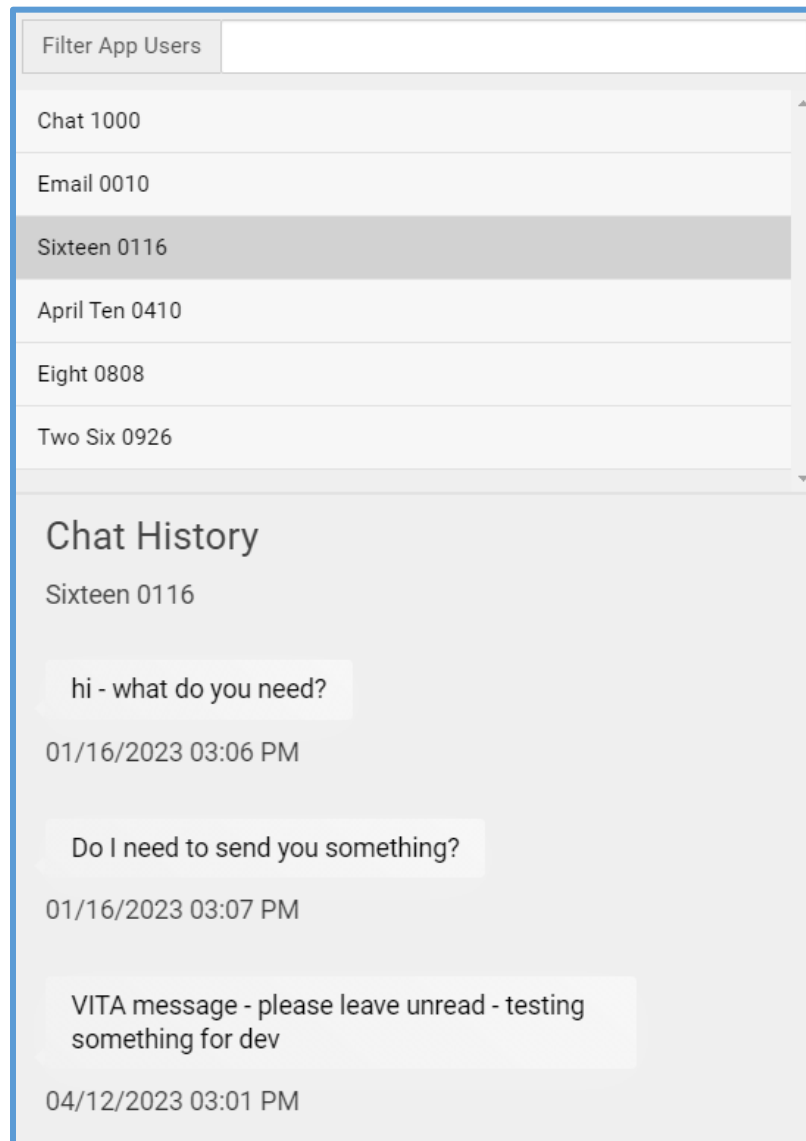 Filter App Users
Chat 1000
Email 0010
Sixteen 0116
April Ten 0410
Eight 0808
Two Six 0926
Chat History
Sixteen 0116
hi - what do you need?
01/16/2023 03:06 PM
Do I need to send you something?
01/16/2023 03:07 PM
VITA message - please leave unread - testing
something for dev
04/12/2023 03:01 PM